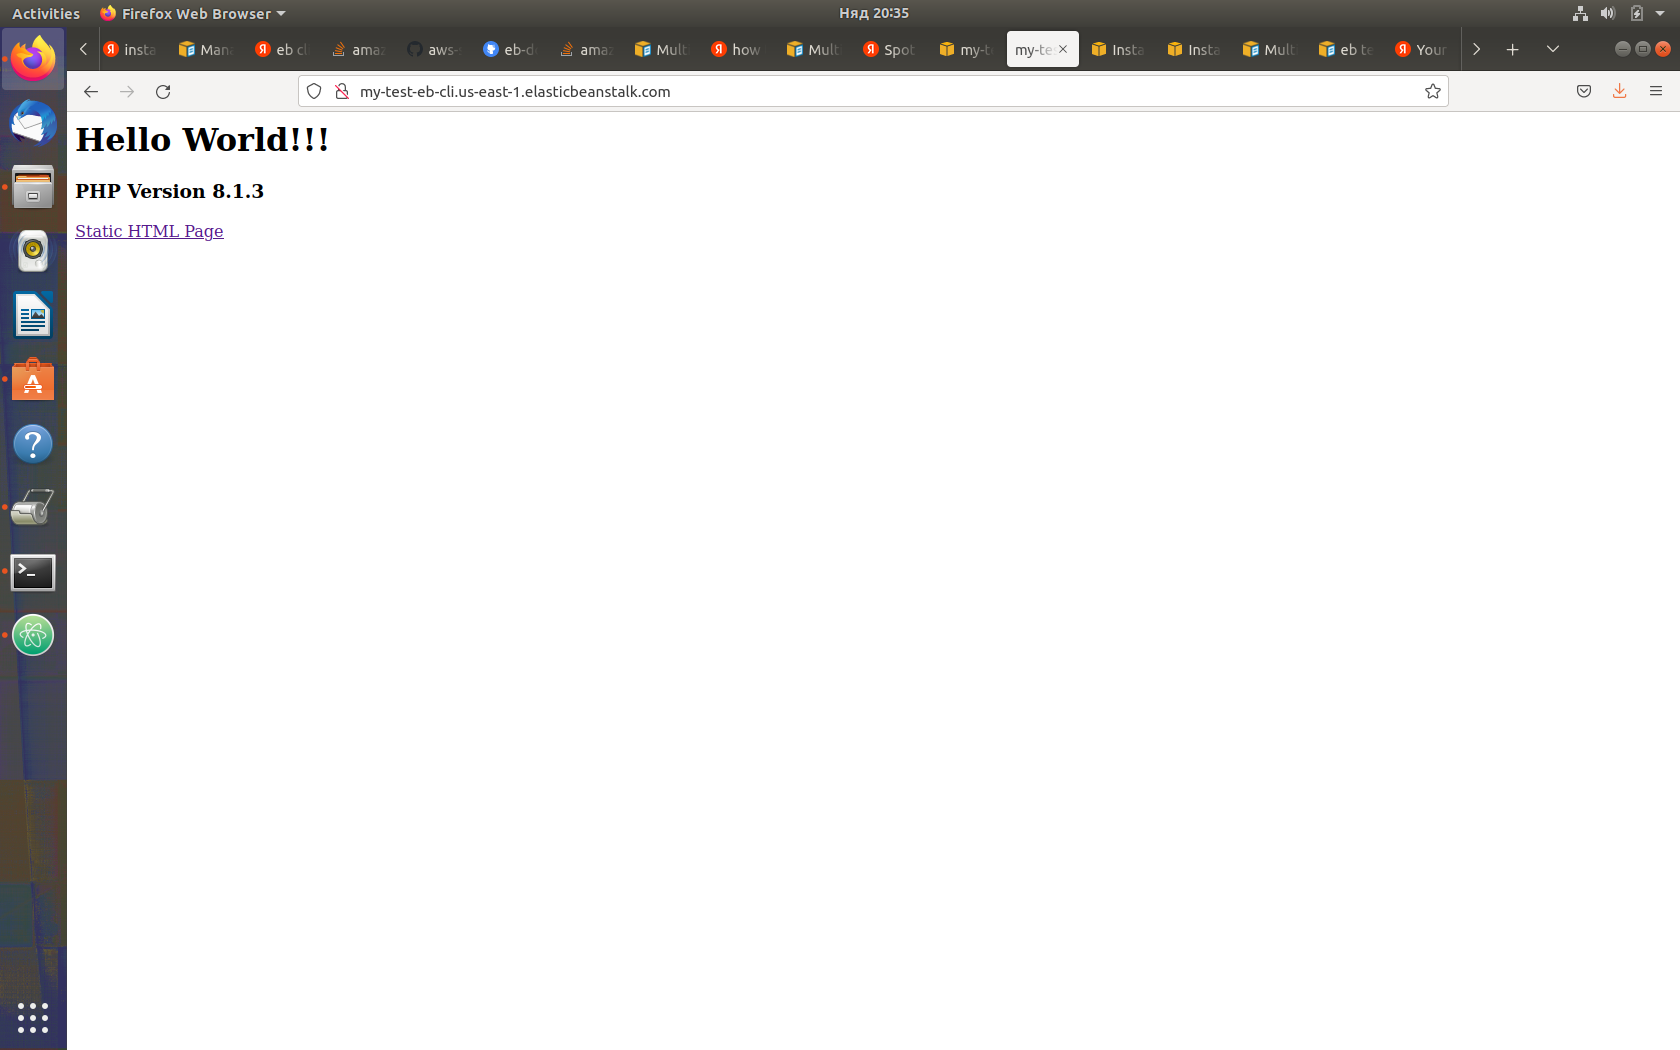 Activities
Firefox Web Browser
Няд 20:35
insta
Man
eb cl
amaz
aws-
eb-d
amaz
Mult
how
Mult
Spot
my-t
my-te
Insta
Insta
Mult
eb te
Your
my-test-eb-cli.us-east-1.elasticbeanstalk.com
Hello World!!!
PHP Version 8.1.3
Static HTML Page